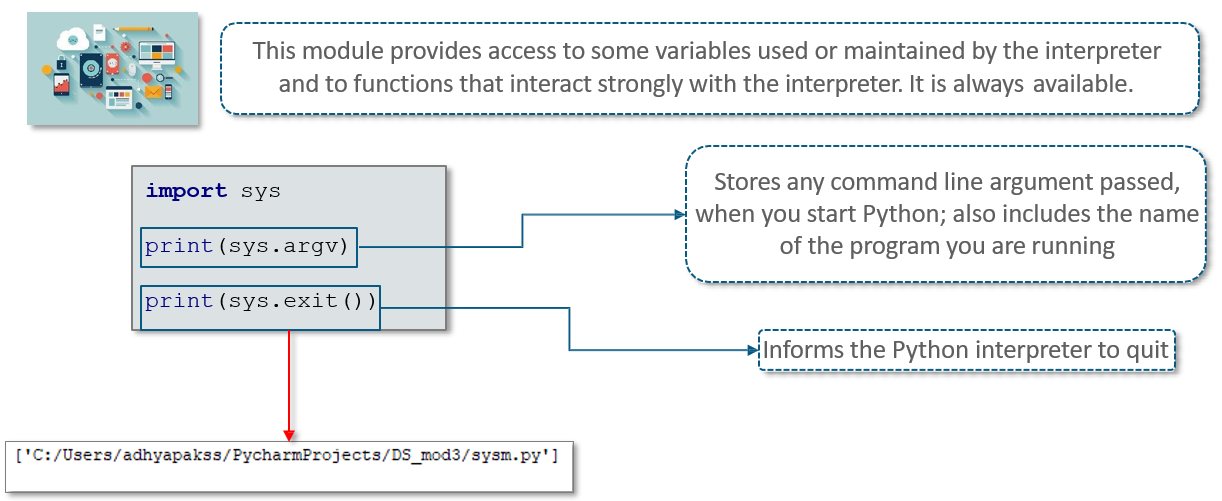 This module provides access to some variables used or maintained by the interpreter
and to functions that interact strongly with the interpreter. It is always available.
import sys
print(sys.argv)
print(sys.exit())
Stores any command line argument passed,
when you start Python; also includes the name
of the program you are running
Informs the Python interpreter to quit
['C:/Users/adhyapakss/PycharmProjects/DS_mod3/sysm.py']